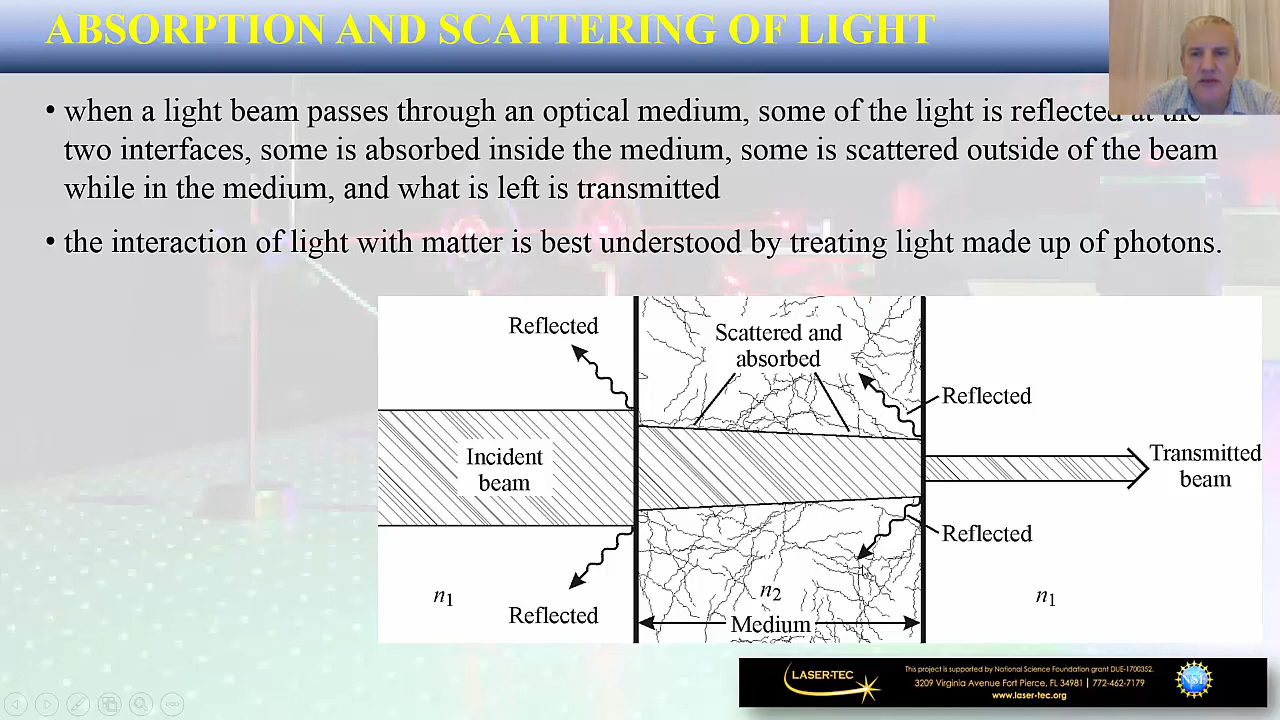 ABSORPTION AND SCATTERING OF LIGHT
• when a light beam passes through an optical medium, some of the light is reflected at the
two interfaces, some is absorbed inside the medium, some is scattered outside of the beam
while in the medium, and what is left is transmitted
• the interaction of light with matter is best understood by treating light made up of photons.
Reflected
Scattered and
absorbed
Reflected
Incident
beam
Transmitted
beam
Reflected
Reflected
n1
n2
n1
Medium
LASER-TEC
This project is supported by National Science Foundation grant DUE-1700352.
3209 Virginia Avenue Fort Pierce, FL 34981 | 772-462-7179
www.laser-tec.org
NSF